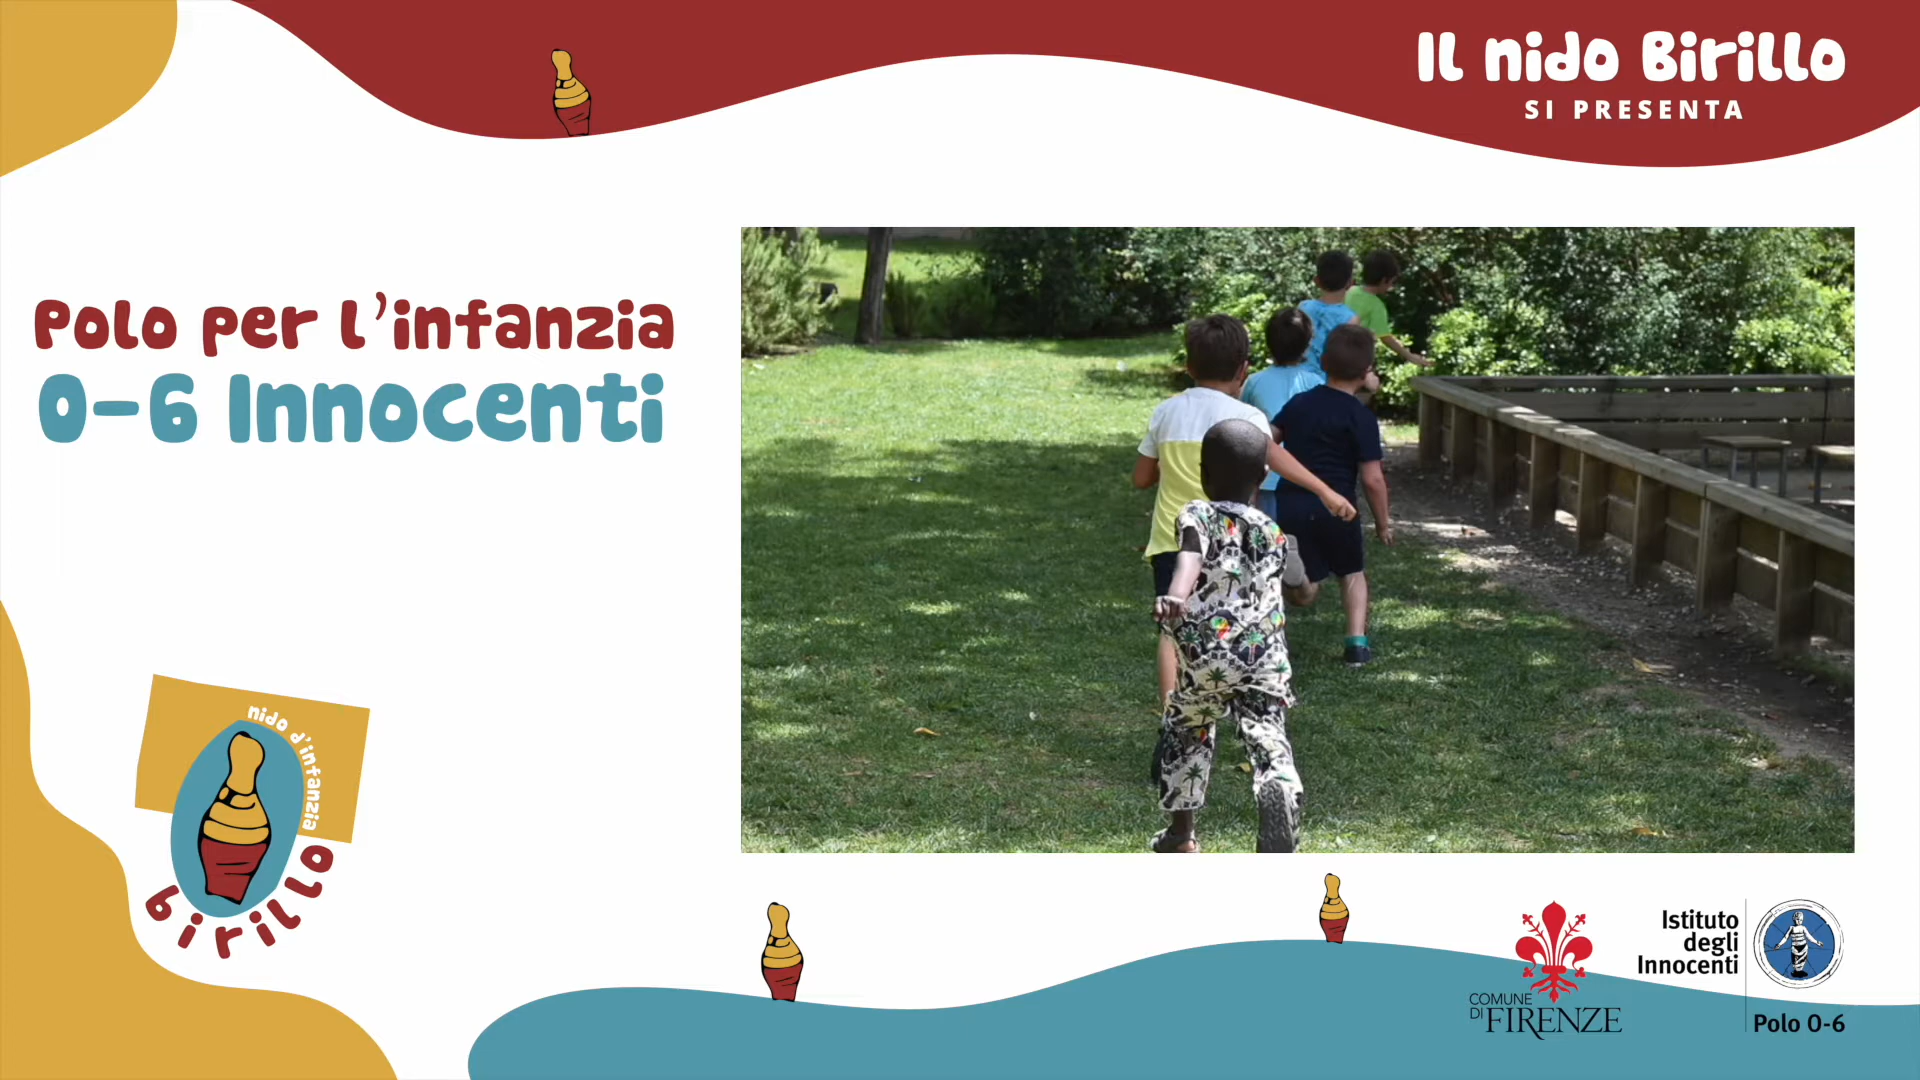 Il nido Birillo
SI PRESENTA
Polo per l'infanzia
0-6 Innocenti
nido d'infanzia
birillo
COMUNE
DI FIRENZE
Istituto
degli
Innocenti
Polo 0-6